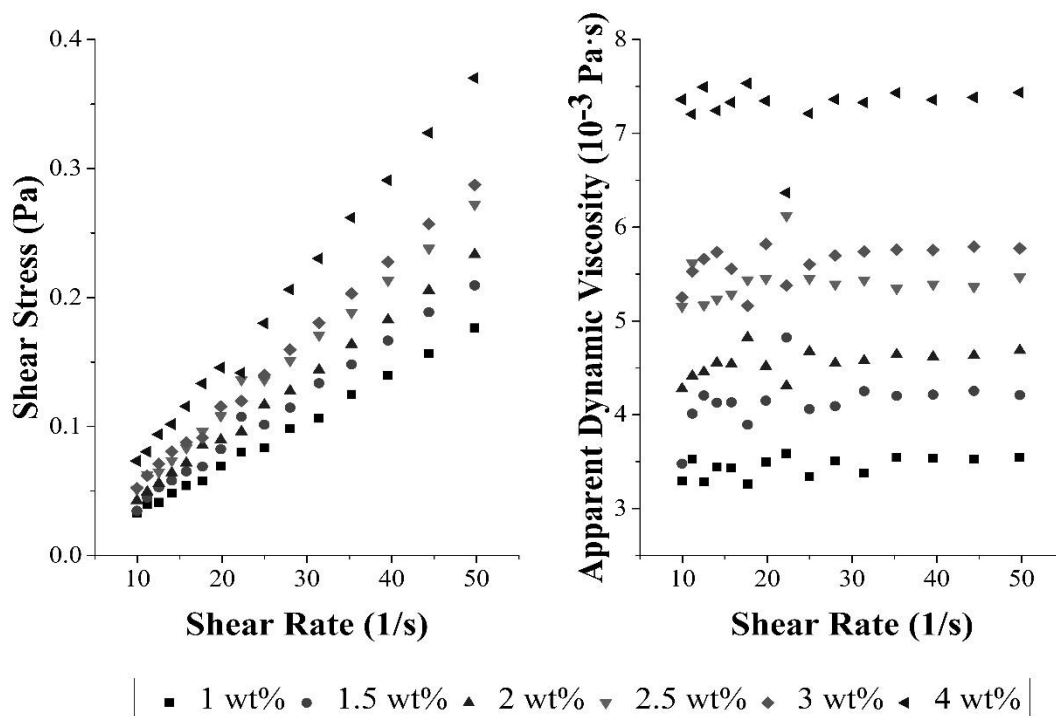 Shear Stress (Pa)
0.4
0.3
0.2
0.1
0.0
10 20 30 40 50
Shear Rate (1/s)
Apparent Dynamic Viscosity (10-3 Pa·s)
8
7
6
5
4
3
10 20 30 40 50
Shear Rate (1/s)
1 wt% 1.5 wt% 2 wt% 2.5 wt% 3 wt% 4 wt%